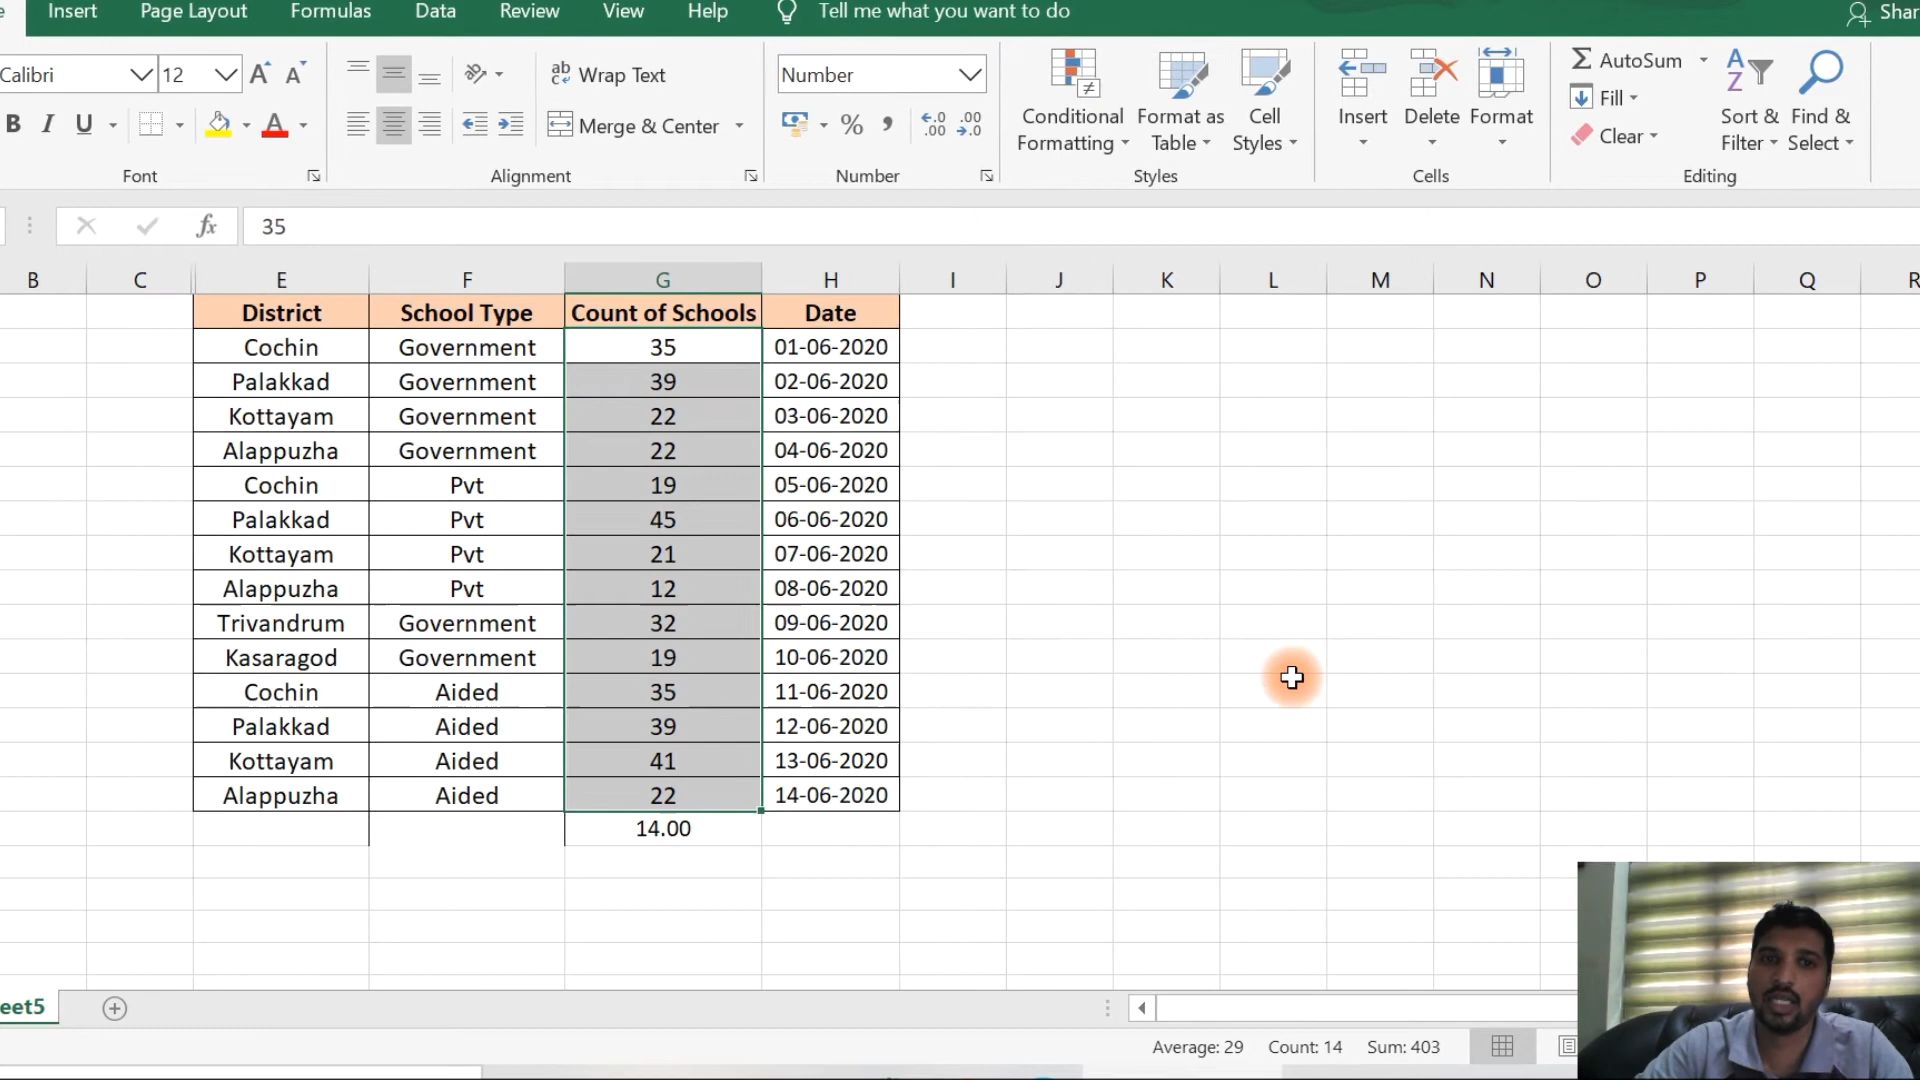 Insert Page Layout Formulas Data Review View Help Tell me what you want to do Shar
Calibri 12 A A ab Wrap Text Number Conditional Formatting Format as Table Cell Styles Insert Delete Format AutoSum Fill Clear Sort & Filter Find & Select
B I U A Merge & Center % , .00 .00
Font Alignment Number Styles Cells Editing
fx 35
B C E F G H I J K L M N O P Q R
District School Type Count of Schools Date
Cochin Government 35 01-06-2020
Palakkad Government 39 02-06-2020
Kottayam Government 22 03-06-2020
Alappuzha Government 22 04-06-2020
Cochin Pvt 19 05-06-2020
Palakkad Pvt 45 06-06-2020
Kottayam Pvt 21 07-06-2020
Alappuzha Pvt 12 08-06-2020
Trivandrum Government 32 09-06-2020
Kasaragod Government 19 10-06-2020
Cochin Aided 35 11-06-2020
Palakkad Aided 39 12-06-2020
Kottayam Aided 41 13-06-2020
Alappuzha Aided 22 14-06-2020
14.00
eet5
Average: 29 Count: 14 Sum: 403